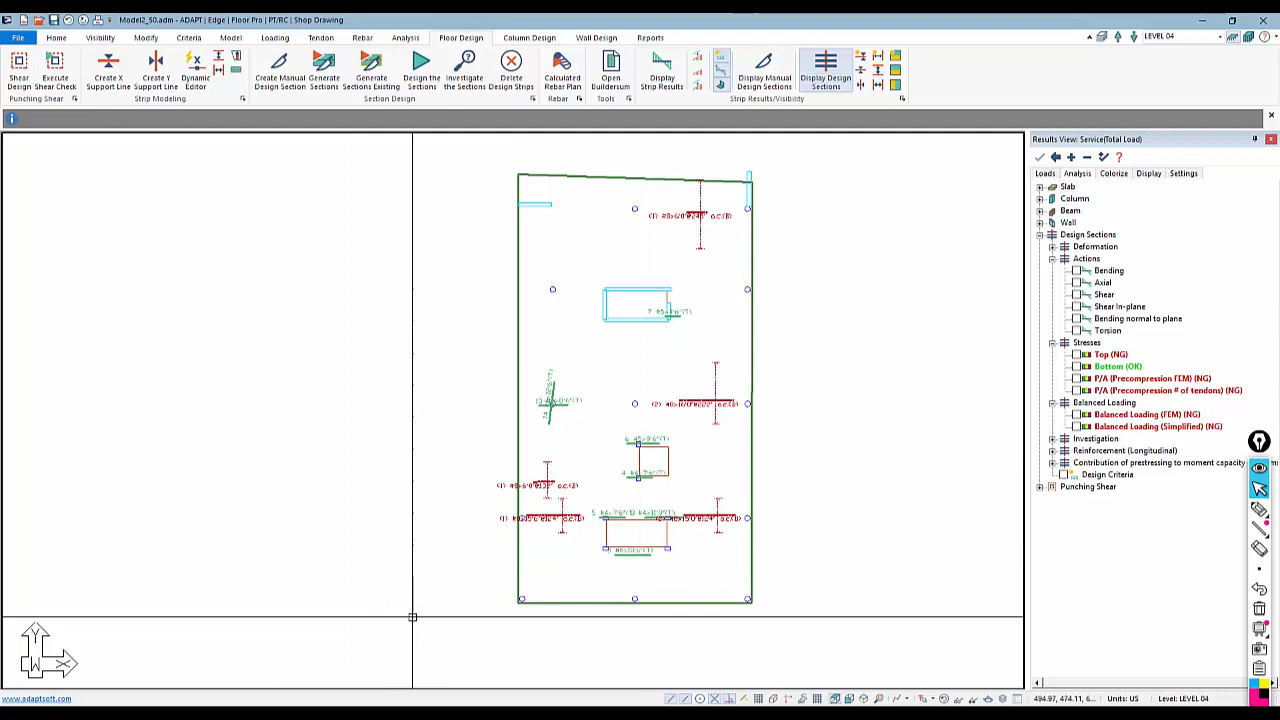 Model2_50.adm - ADAPT | Edge | Floor Pro | PT/RC | Shop Drawing
File Home Visibility Modify Criteria Model Loading Tendon Rebar Analysis Floor Design Column Design Wall Design Reports
LEVEL 04
Shear Design
Execute Shear Check
Create X Support Line
Create Y Support Line
Dynamic Editor
Create Manual Design Section
Generate Sections
Generate Sections Existing
Design the Sections
Investigate the Sections
Delete Design Strips
Calculated Rebar Plan
Open Buildersum
Display Strip Results
Display Manual Design Sections
Display Design Sections
Punching Shear
Strip Modeling
Section Design
Rebar
Tools
Strip Results/Visibility
Results View: Service(Total Load)
Loads Analysis Colorize Display Settings
Slab
Column
Beam
Wall
Design Sections
Deformation
Actions
Bending
Axial
Shear
Shear In-plane
Bending normal to plane
Torsion
Stresses
Top (NG)
Bottom (OK)
P/A (Precompression FEM) (NG)
P/A (Precompression # of tendons) (NG)
Balanced Loading
Balanced Loading (FEM) (NG)
Balanced Loading (Simplified) (NG)
Investigation
Reinforcement (Longitudinal)
Contribution of prestressing to moment capacity
Design Criteria
Punching Shear
Y
W
X
www.adaptsoft.com
494.97, 474.11, 6... Units: US Level: LEVEL 04